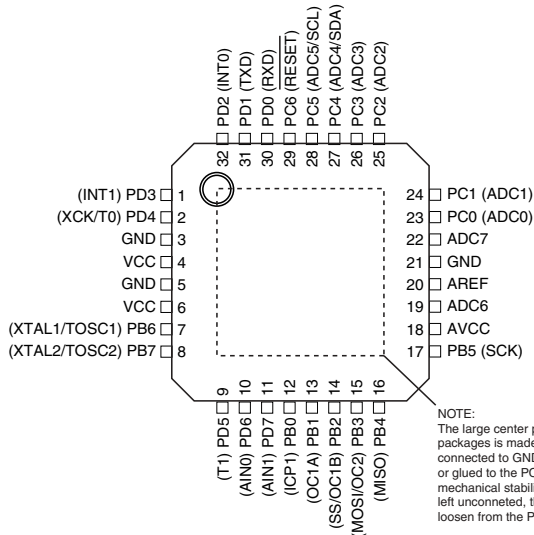 PD2 (INT0)
PD1 (TXD)
PD0 (RXD)
PC6 (RESET)
PC5 (ADC5/SCL)
PC4 (ADC4/SDA)
PC3 (ADC3)
PC2 (ADC2)
32
31
30
29
28
27
26
25
(INT1) PD3 1
(XCK/T0) PD4 2
GND 3
VCC 4
GND 5
VCC 6
(XTAL1/TOSC1) PB6 7
(XTAL2/TOSC2) PB7 8
24 PC1 (ADC1)
23 PC0 (ADC0)
22 ADC7
21 GND
20 AREF
19 ADC6
18 AVCC
17 PB5 (SCK)
9
10
11
12
13
14
15
16
(T1) PD5
(AIN0) PD6
(AIN1) PD7
(ICP1) PB0
(OC1A) PB1
(SS/OC1B) PB2
(MOSI/OC2) PB3
(MISO) PB4
NOTE:
The large center
packages is made
connected to GND
or glued to the PC
mechanical stabili
left unconneted, th
loosen from the P